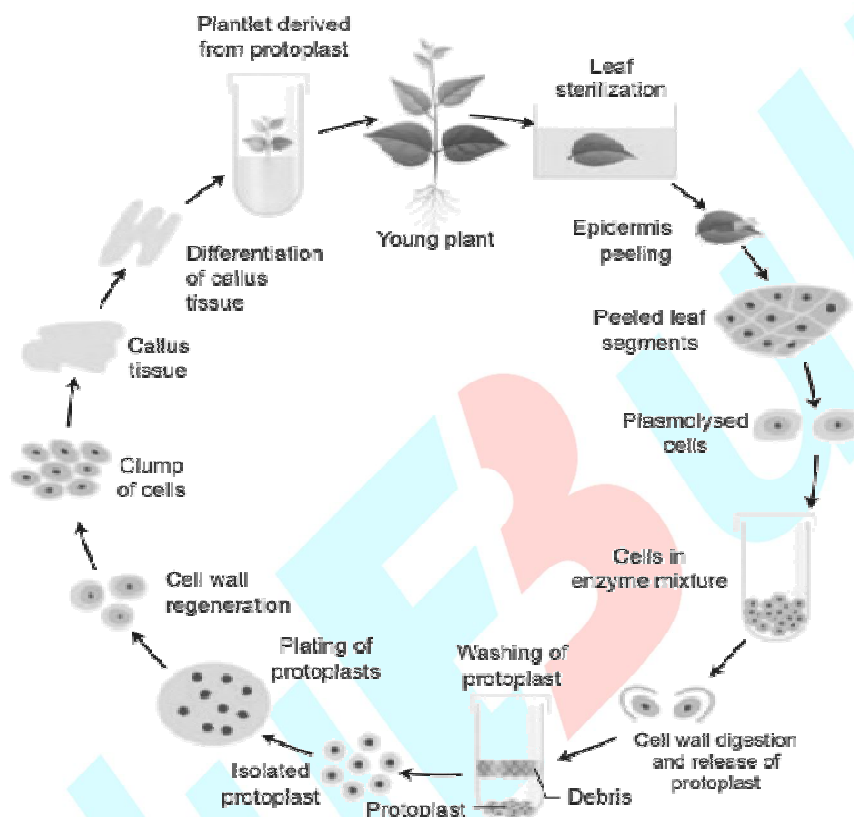 Plantlet derived
from protoplast
Leaf
sterilization
Young plant
Epidermis
peeling
Peeled leaf
segments
Plasmolysed
cells
Cells in
enzyme mixture
Cell wall digestion
and release of
protoplast
Washing of
protoplast
Debris
Protoplast
Isolated
protoplast
Plating of
protoplasts
Cell wall
regeneration
Clump
of cells
Callus
tissue
Differentiation
of callus
tissue